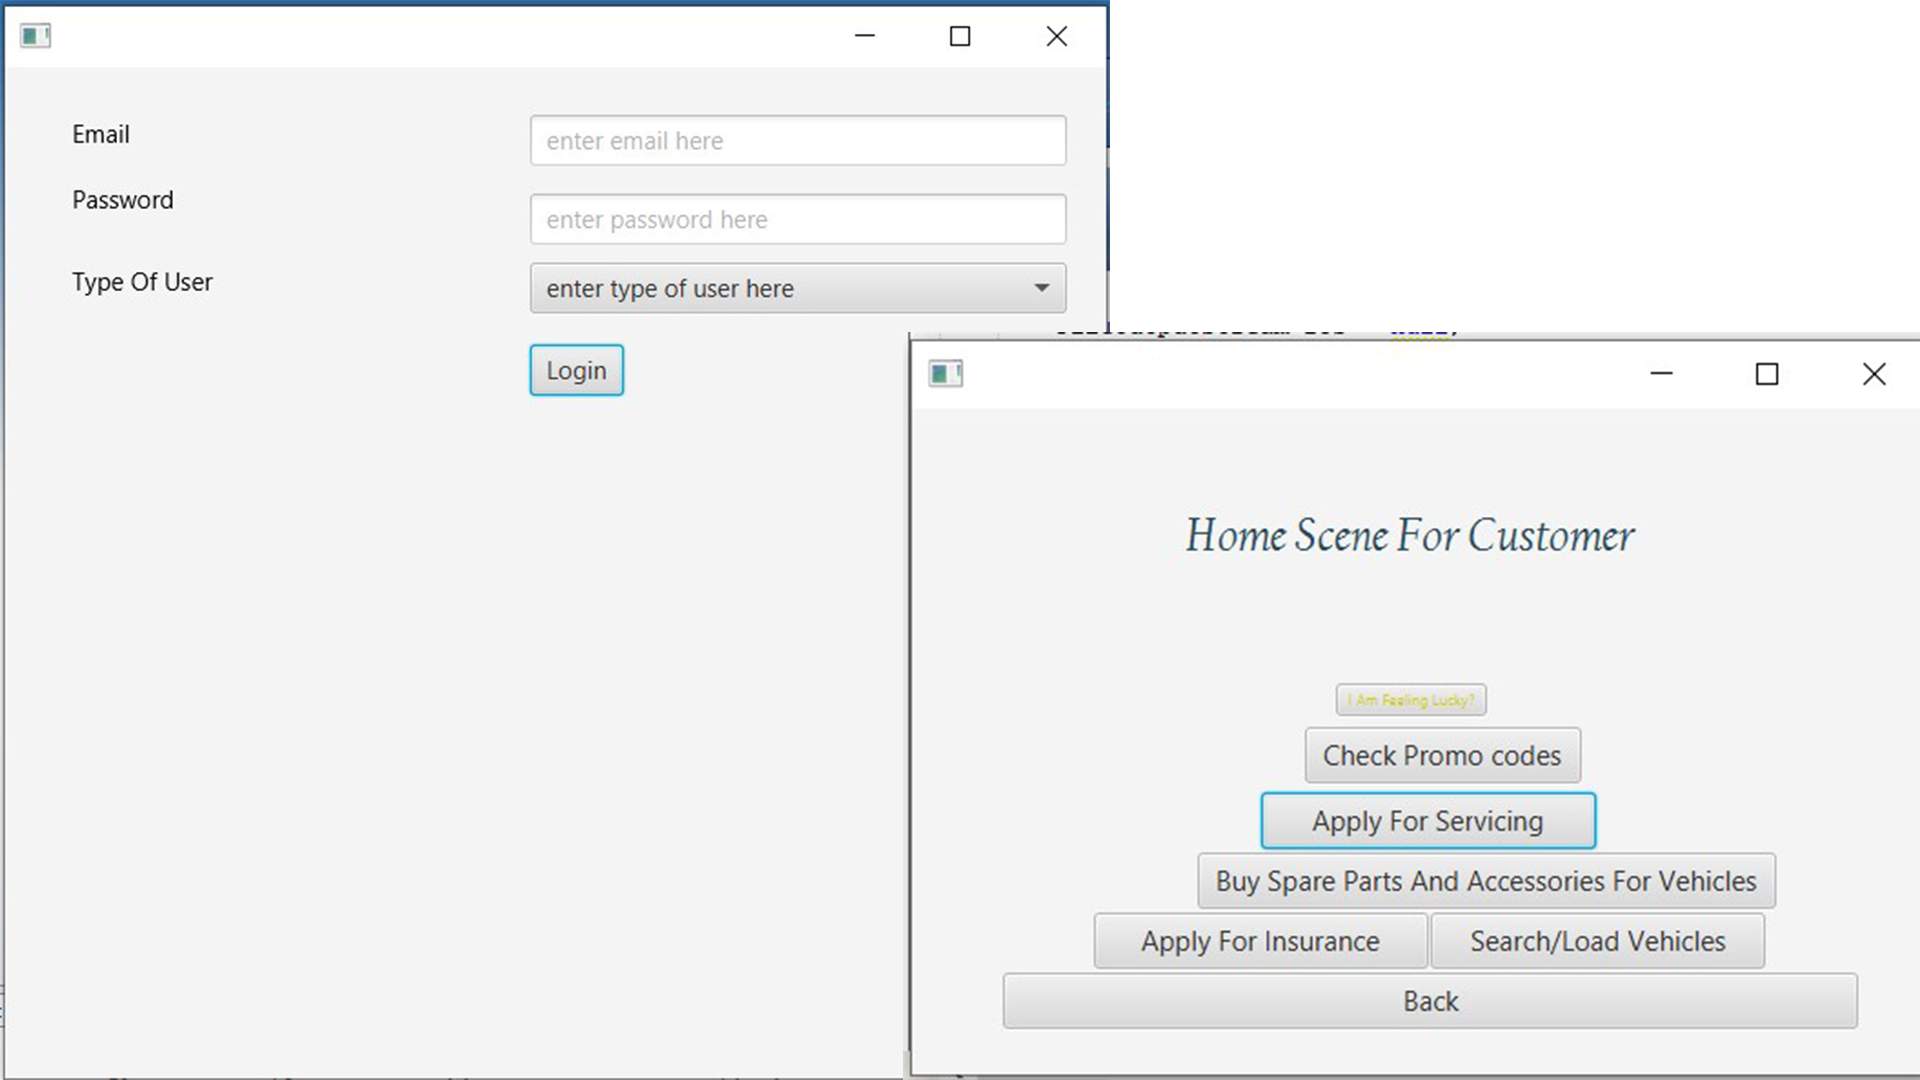 Email
enter email here
Password
enter password here
Type Of User
enter type of user here
Login
Home Scene For Customer
I Am Feeling Lucky?
Check Promo codes
Apply For Servicing
Buy Spare Parts And Accessories For Vehicles
Apply For Insurance
Search/Load Vehicles
Back